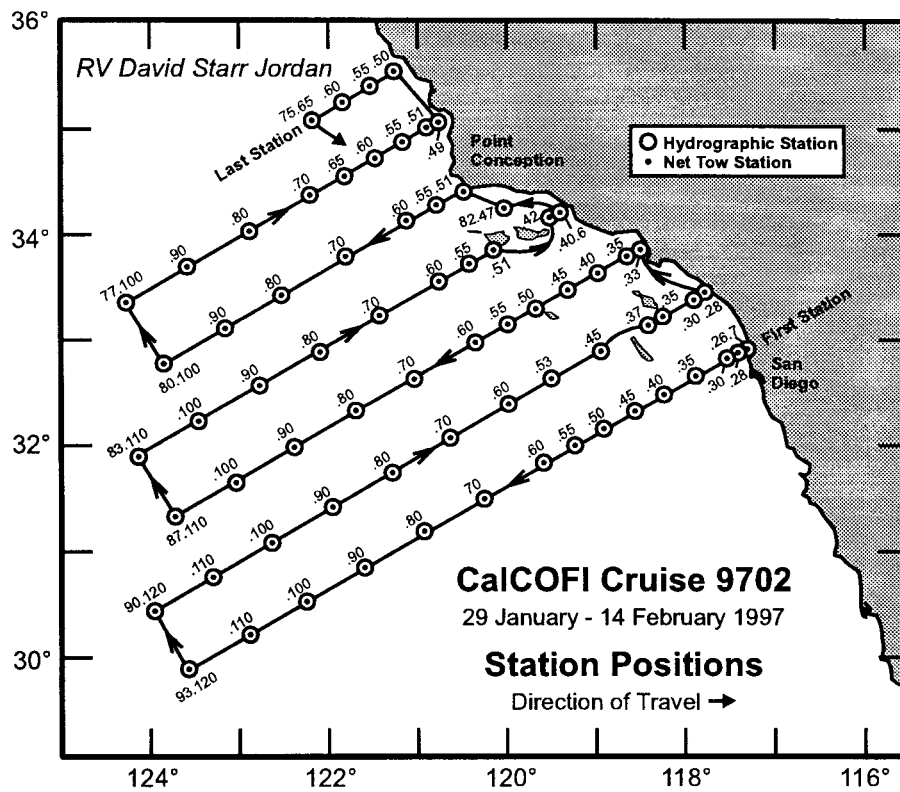 36°
RV David Starr Jordan
75.65 .60 .55 .50
Last Station
77.100 .90 .80 .70 .65 .60 .55 .51 .49
Point
Conception
Hydrographic Station
Net Tow Station
34°
80.100 .90 .80 .70 .60 .55 .51
82.47 .42 .40.6
83.110 .100 .90 .80 .70 .60 .55 .51
87.110 .100 .90 .80 .70 .60 .55 .50 .45 .40 .35 .33
32°
90.120 .110 .100 .90 .80 .70 .60 .53 .45 .37 .35 .30 .28
93.120 .110 .100 .90 .80 .70 .60 .55 .50 .45 .40 .35 .30 .28 .26.7
First Station
San
Diego
CalCOFI Cruise 9702
29 January - 14 February 1997
30°
Station Positions
Direction of Travel
124° 122° 120° 118° 116°